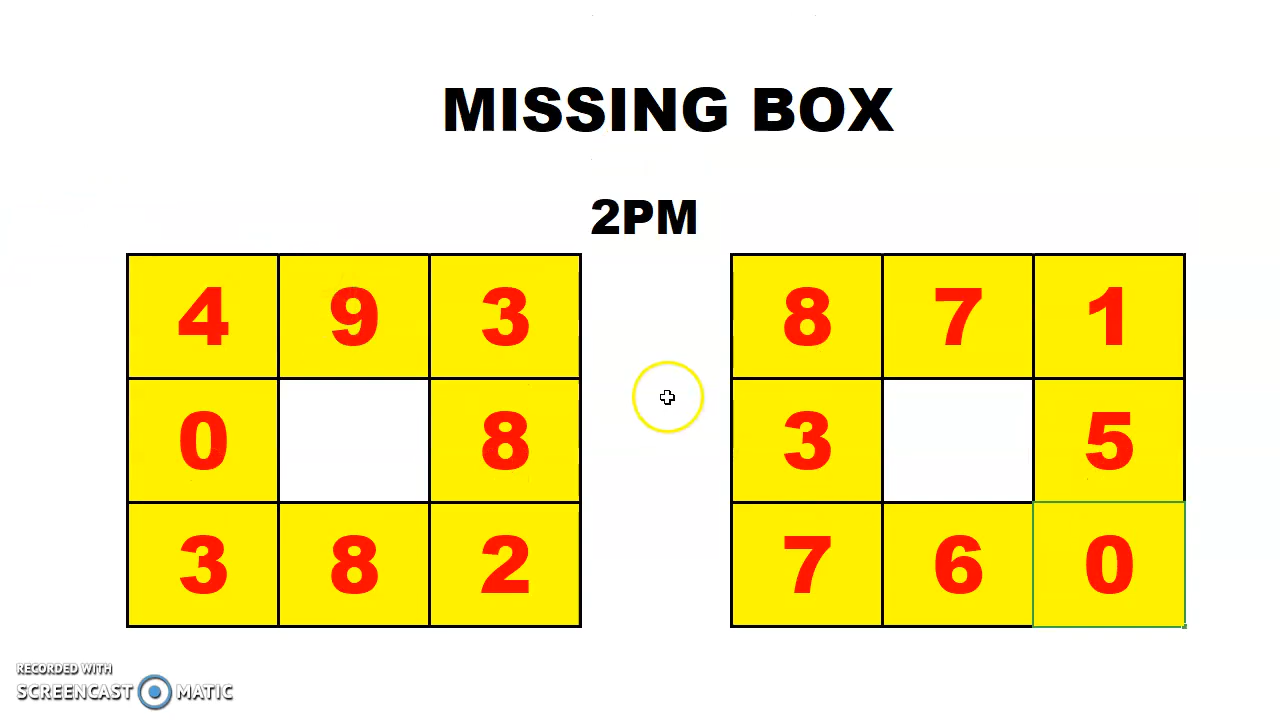 MISSING BOX
2PM
4 9 3 8 7 1
0 8 3 5
3 8 2 7 6 0
RECORDED WITH
SCREENCAST MATIC